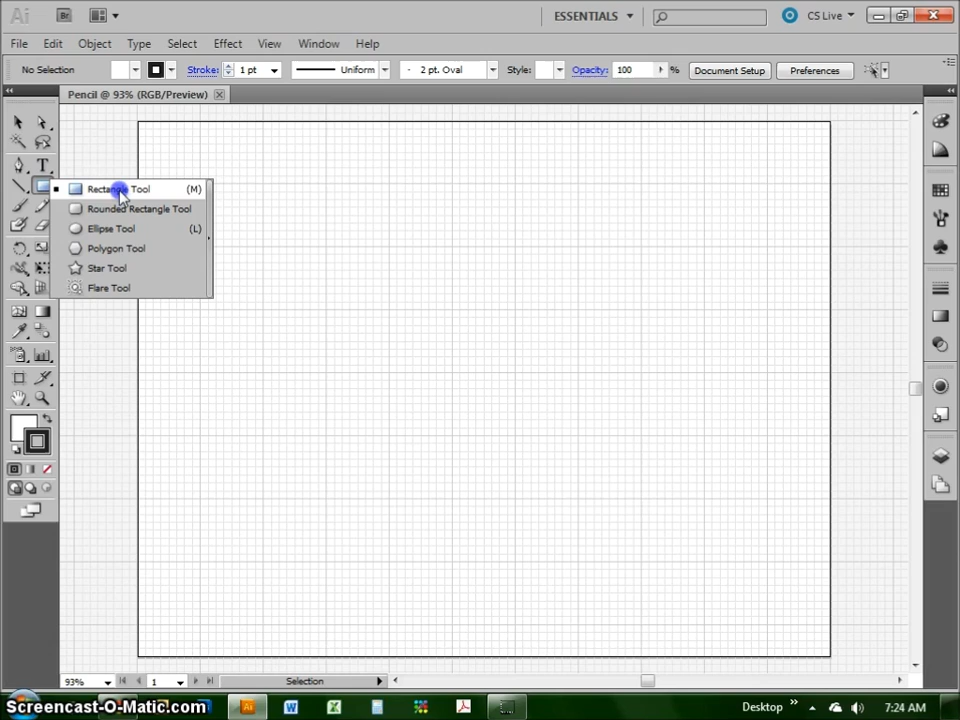 Ai Br ESSENTIALS CS Live
File Edit Object Type Select Effect View Window Help
No Selection Stroke: 1 pt Uniform 2 pt. Oval Style: Opacity: 100 % Document Setup Preferences
Pencil @ 93% (RGB/Preview)
T
Rectangle Tool (M)
Rounded Rectangle Tool
Ellipse Tool (L)
Polygon Tool
Star Tool
Flare Tool
93% 1 Selection
Screencast-O-Matic.com Ai W X Desktop 7:24 AM